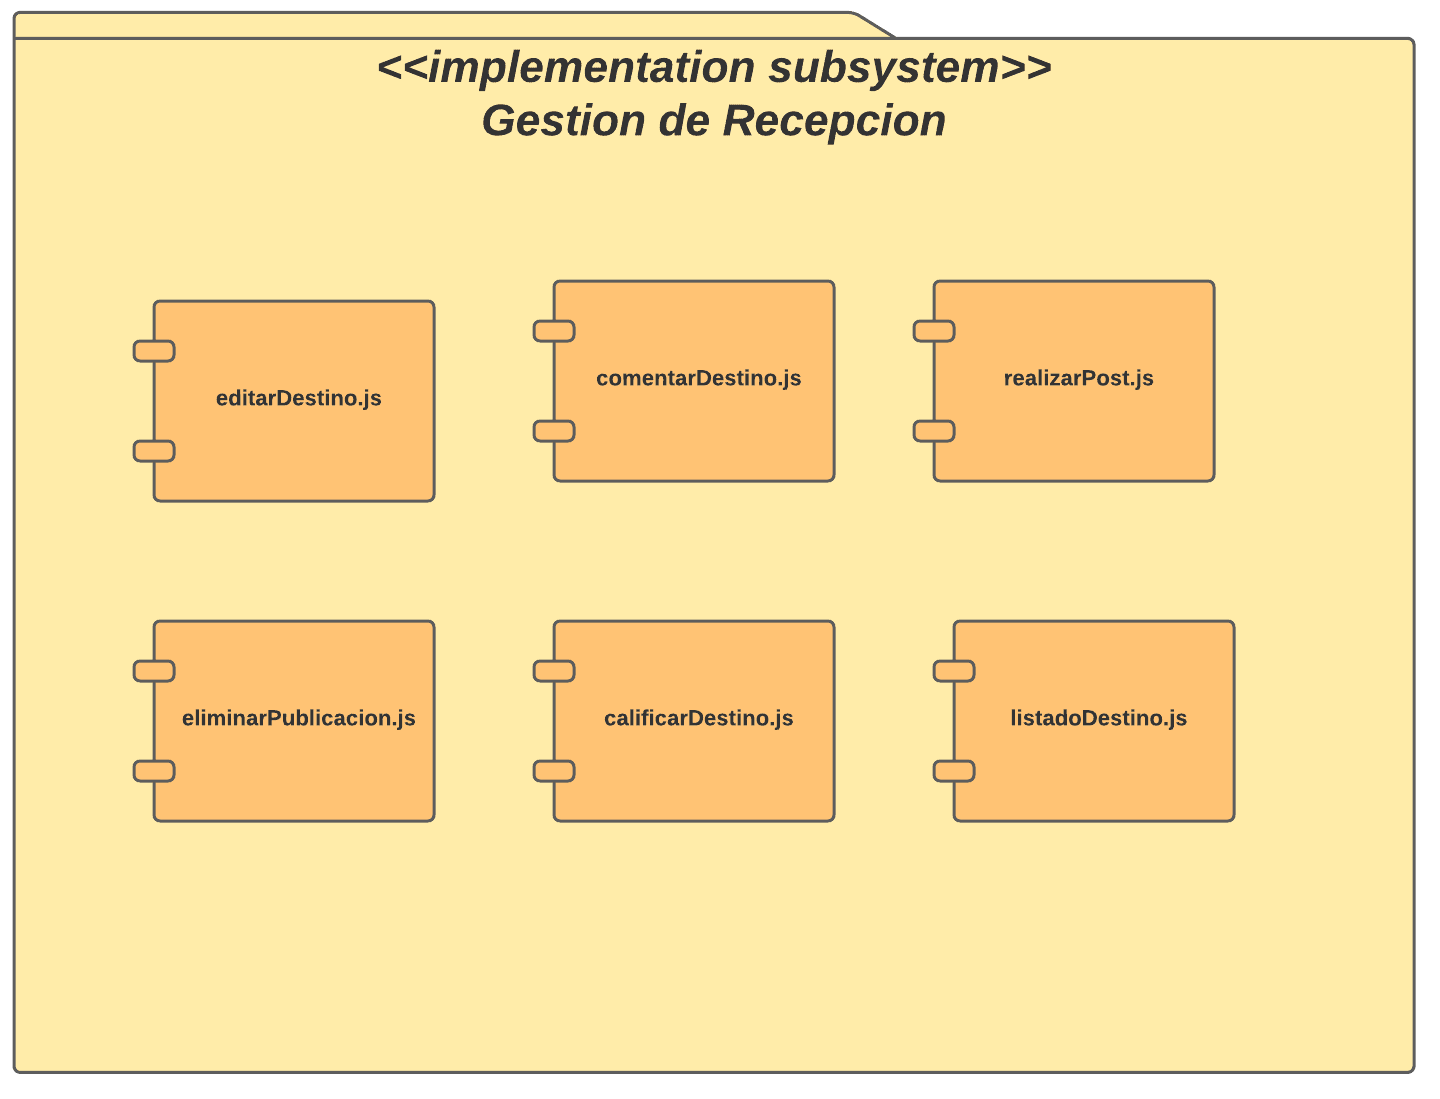 <<implementation subsystem>>
Gestion de Recepcion
editarDestino.js
comentarDestino.js
realizarPost.js
eliminarPublicacion.js
calificarDestino.js
listadoDestino.js